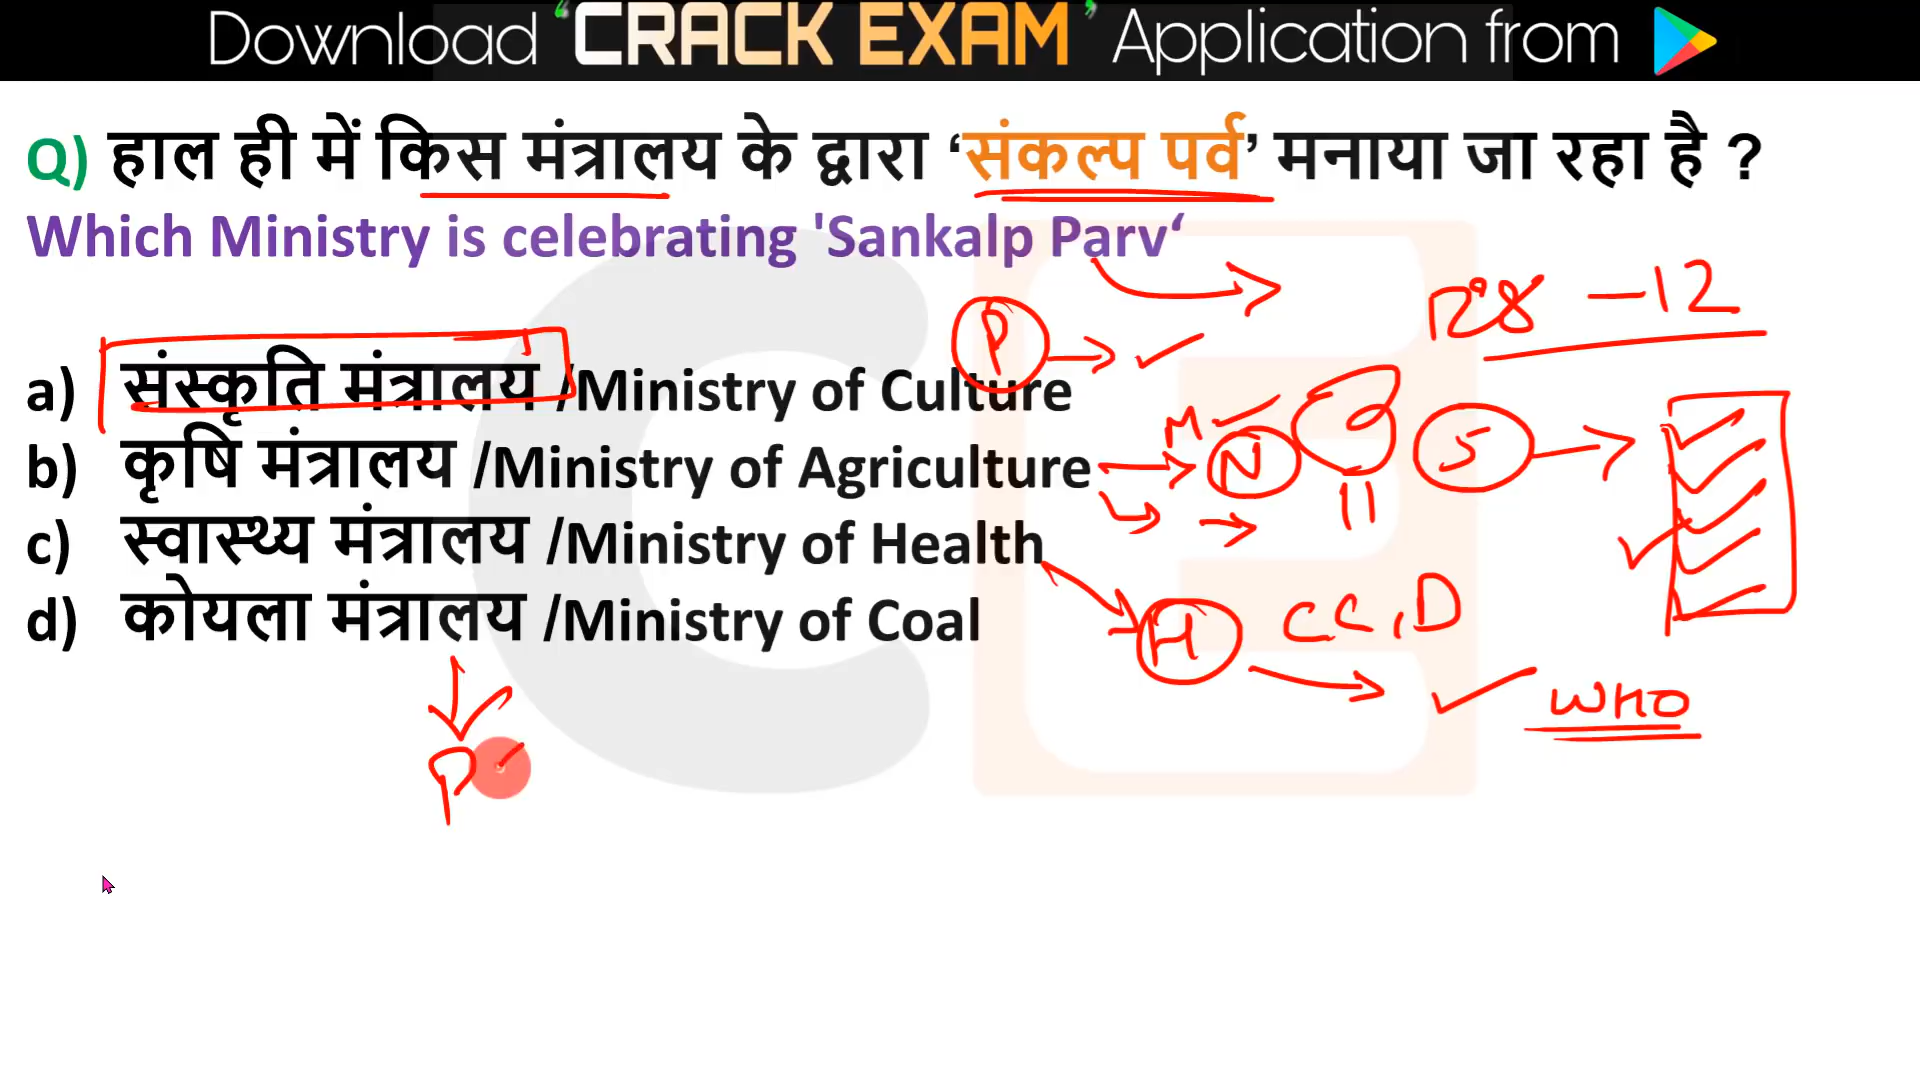 Download ‘CRACK EXAM’ Application from
Q) हाल ही में किस मंत्रालय के द्वारा ‘संकल्प पर्व’ मनाया जा रहा है ?
Which Ministry is celebrating 'Sankalp Parv‘
a) संस्कृति मंत्रालय /Ministry of Culture
b) कृषि मंत्रालय /Ministry of Agriculture
c) स्वास्थ्य मंत्रालय /Ministry of Health
d) कोयला मंत्रालय /Ministry of Coal
P
-12
M
N
S
H
CC,D
WHO
P